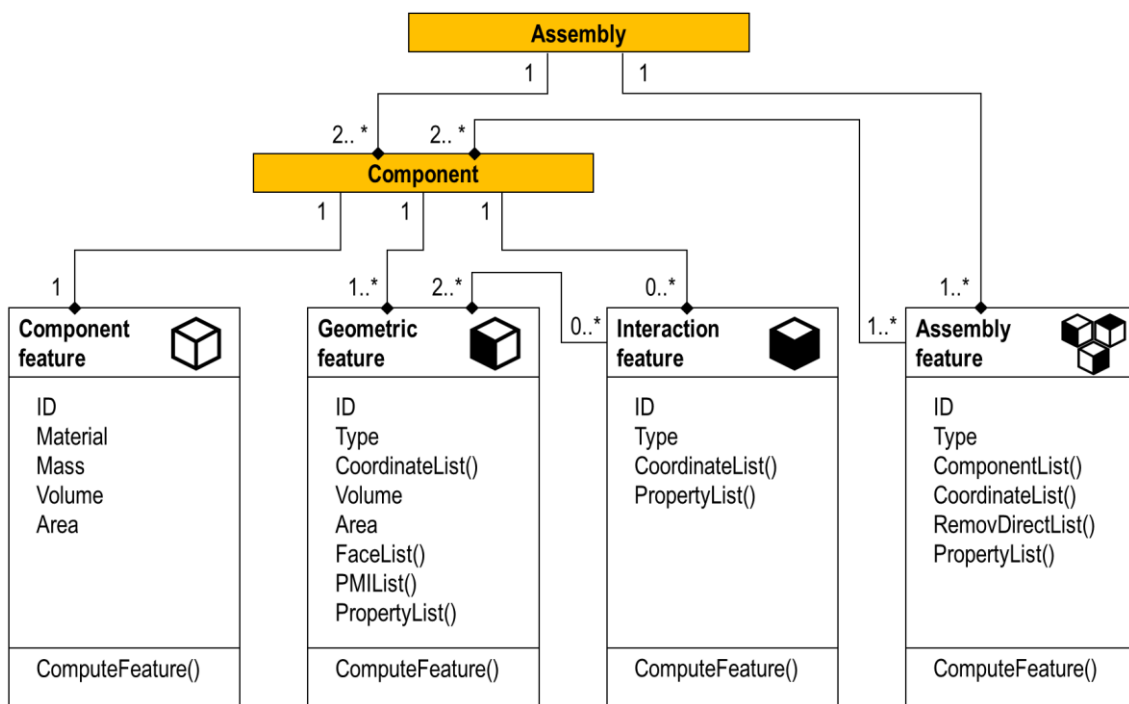 Assembly
1
1
2.. *
2.. *
Component
1
1
1
1
1..*
2..*
0..*
0..*
1..*
1..*
Component
feature
ID
Material
Mass
Volume
Area
ComputeFeature()
Geometric
feature
ID
Type
CoordinateList()
Volume
Area
FaceList()
PMIList()
PropertyList()
ComputeFeature()
Interaction
feature
ID
Type
CoordinateList()
PropertyList()
ComputeFeature()
Assembly
feature
ID
Type
ComponentList()
CoordinateList()
RemovDirectList()
PropertyList()
ComputeFeature()